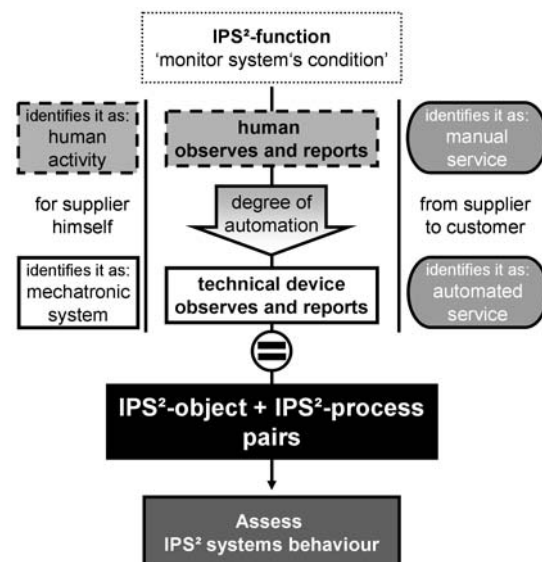 IPS²-function
'monitor system's condition'
identifies it as:
human
activity
human
observes and reports
identifies it as:
manual
service
for supplier
himself
degree of
automation
from supplier
to customer
identifies it as:
mechatronic
system
technical device
observes and reports
identifies it as:
automated
service
=
IPS²-object + IPS²-process
pairs
Assess
IPS² systems behaviour